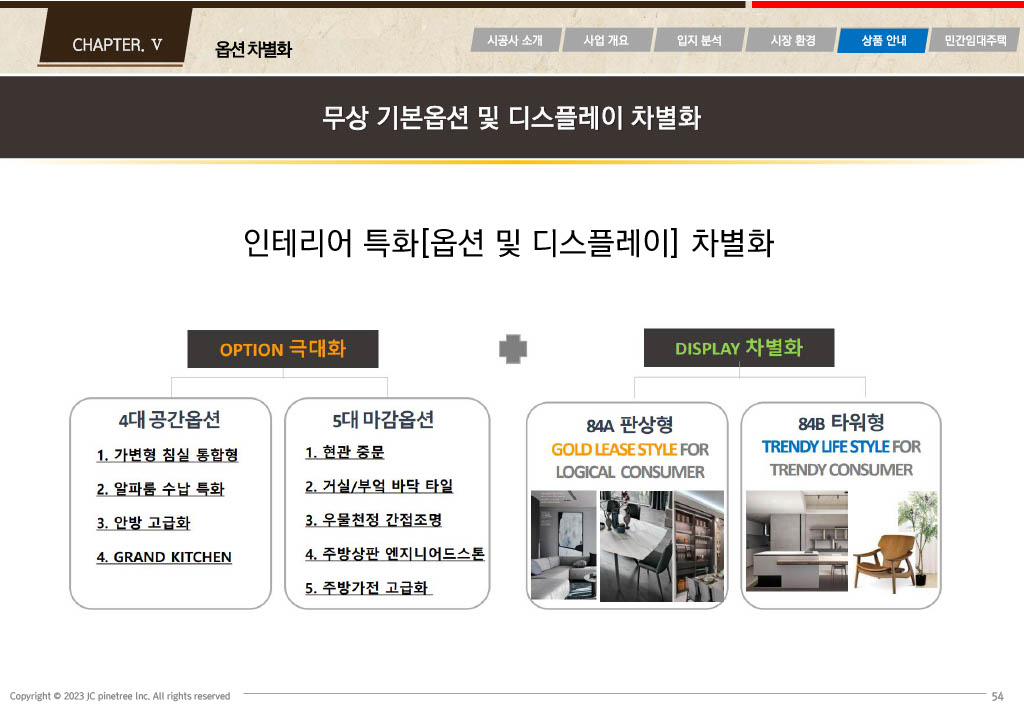 CHAPTER. Ⅴ
옵션 차별화
시공사 소개
사업 개요
입지 분석
시장 환경
상품 안내
민간임대주택
무상 기본옵션 및 디스플레이 차별화
인테리어 특화[옵션 및 디스플레이] 차별화
OPTION 극대화
4대 공간옵션
1. 가변형 침실 통합형
2. 알파룸 수납 특화
3. 안방 고급화
4. GRAND KITCHEN
5대 마감옵션
1. 현관 중문
2. 거실/부엌 바닥 타일
3. 우물천정 간접조명
4. 주방상판 엔지니어드스톤
5. 주방가전 고급화
DISPLAY 차별화
84A 판상형
GOLD LEASE STYLE FOR
LOGICAL CONSUMER
84B 타워형
TRENDY LIFE STYLE FOR
TRENDY CONSUMER
Copyright © 2023 JC pinetree Inc. All rights reserved
54